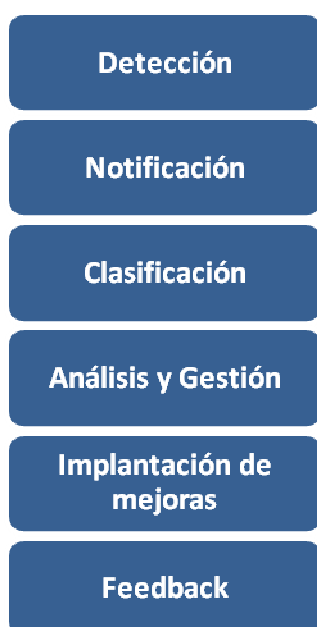 Detección
Notificación
Clasificación
Análisis y Gestión
Implantación de
mejoras
Feedback